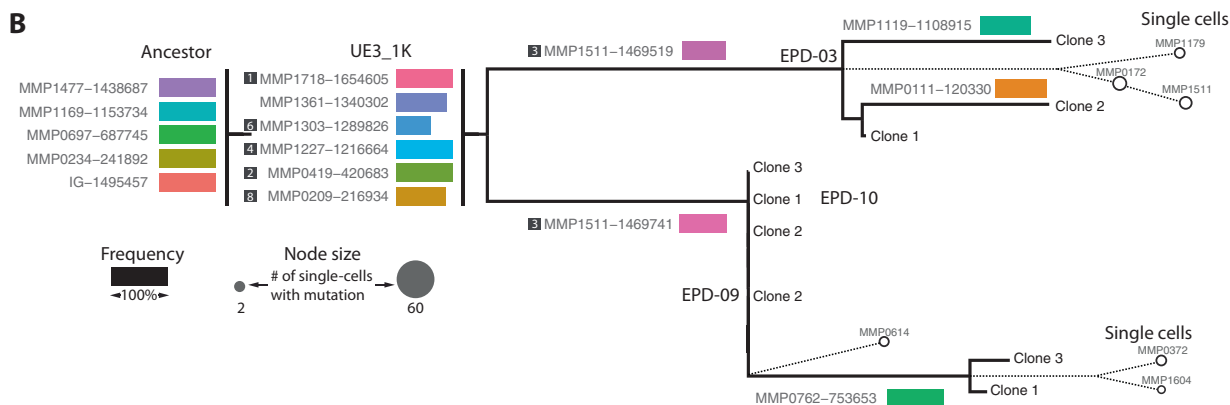 B
Ancestor
MMP1477–1438687
MMP1169–1153734
MMP0697–687745
MMP0234–241892
IG–1495457
UE3_1K
1 MMP1718–1654605
MMP1361–1340302
6 MMP1303–1289826
4 MMP1227–1216664
2 MMP0419–420683
8 MMP0209–216934
3 MMP1511–1469519
EPD-03
MMP1119–1108915
Clone 3
Single cells
MMP1179
MMP0172
MMP1511
MMP0111–120330
Clone 2
Clone 1
Clone 3
Clone 1
EPD-10
3 MMP1511–1469741
Clone 2
EPD-09
Clone 2
MMP0614
Clone 3
Single cells
MMP0372
MMP1604
Clone 1
MMP0762–753653
Frequency
100%
Node size
# of single-cells
with mutation
2
60